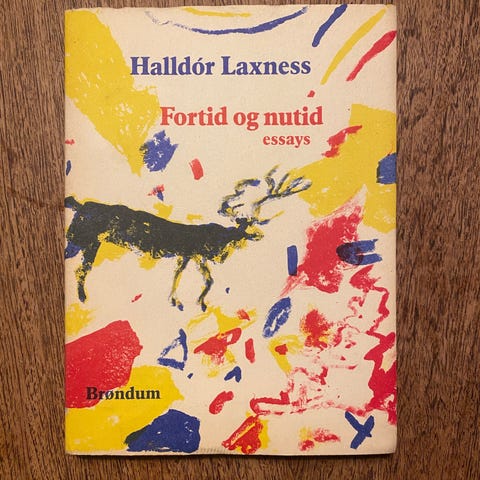 Halldór Laxness
Fortid og nutid
essays
Brøndum